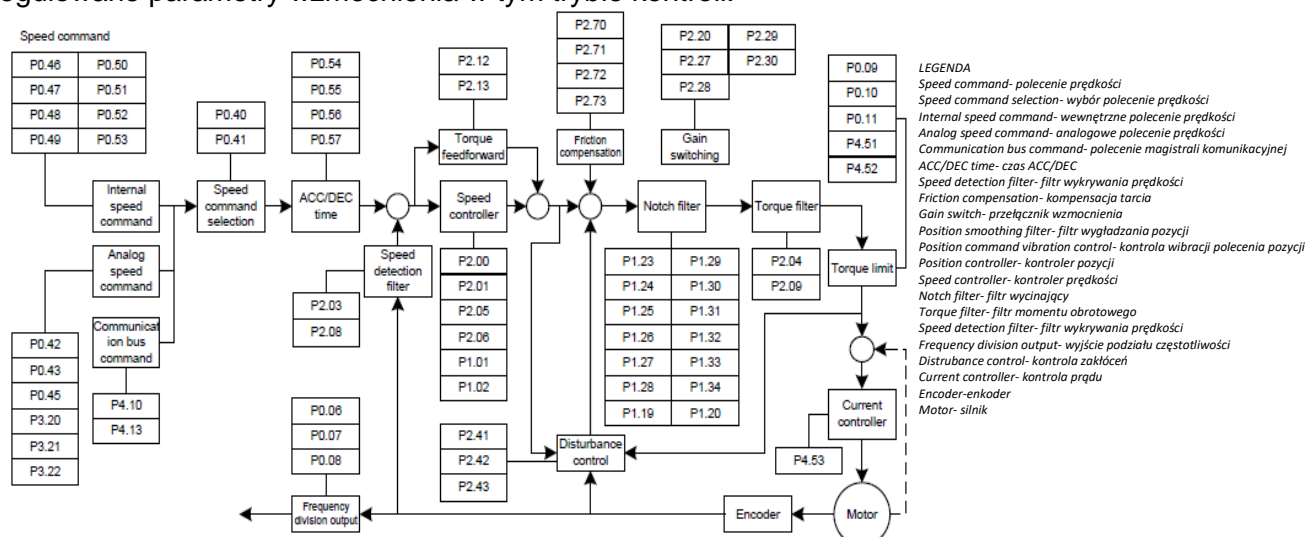 egulowane parametry wzmocnienia w tym trybie kontroli.
Speed command
P0.46 P0.50
P0.47 P0.51
P0.48 P0.52
P0.49 P0.53
P0.40
P0.41
P0.54
P0.55
P0.56
P0.57
P2.12
P2.13
P2.70
P2.71
P2.72
P2.73
P2.20 P2.29
P2.27 P2.30
P2.28
P0.09
P0.10
P0.11
P4.51
P4.52
Torque
feedforward
Friction
compensation
Gain
switching
Internal
speed
command
Speed
command
selection
ACC/DEC
time
Speed
controller
Notch filter
Torque filter
Analog
speed
command
Speed
detection
filter
Torque limit
Communicat
ion bus
command
P0.42
P0.43
P0.45
P3.20
P3.21
P3.22
P4.10
P4.13
P2.03
P2.08
P2.00
P2.01
P2.05
P2.06
P1.01
P1.02
P1.23 P1.29
P1.24 P1.30
P1.25 P1.31
P1.26 P1.32
P1.27 P1.33
P1.28 P1.34
P1.19 P1.20
P2.04
P2.09
P0.06
P0.07
P0.08
P2.41
P2.42
P2.43
Disturbance
control
Current
controller
P4.53
Frequency
division output
Encoder
Motor
LEGENDA
Speed command- polecenie prędkości
Speed command selection- wybór polecenie prędkości
Internal speed command- wewnętrzne polecenie prędkości
Analog speed command- analogowe polecenie prędkości
Communication bus command- polecenie magistrali komunikacyjnej
ACC/DEC time- czas ACC/DEC
Speed detection filter- filtr wykrywania prędkości
Friction compensation- kompensacja tarcia
Gain switch- przełącznik wzmocnienia
Position smoothing filter- filtr wygładzania pozycji
Position command vibration control- kontrola wibracji polecenia pozycji
Position controller- kontroler pozycji
Speed controller- kontroler prędkości
Notch filter- filtr wycinający
Torque filter- filtr momentu obrotowego
Speed detection filter- filtr wykrywania prędkości
Frequency division output- wyjście podziału częstotliwości
Distrubance control- kontrola zakłóceń
Current controller- kontrola prądu
Encoder-enkoder
Motor- silnik